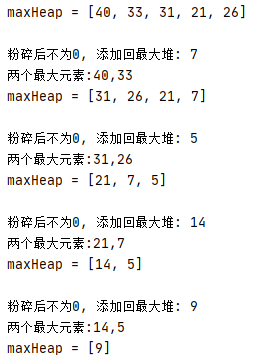 maxHeap = [40, 33, 31, 21, 26]
粉碎后不为0, 添加回最大堆: 7
两个最大元素:40,33
maxHeap = [31, 26, 21, 7]
粉碎后不为0, 添加回最大堆: 5
两个最大元素:31,26
maxHeap = [21, 7, 5]
粉碎后不为0, 添加回最大堆: 14
两个最大元素:21,7
maxHeap = [14, 5]
粉碎后不为0, 添加回最大堆: 9
两个最大元素:14,5
maxHeap = [9]